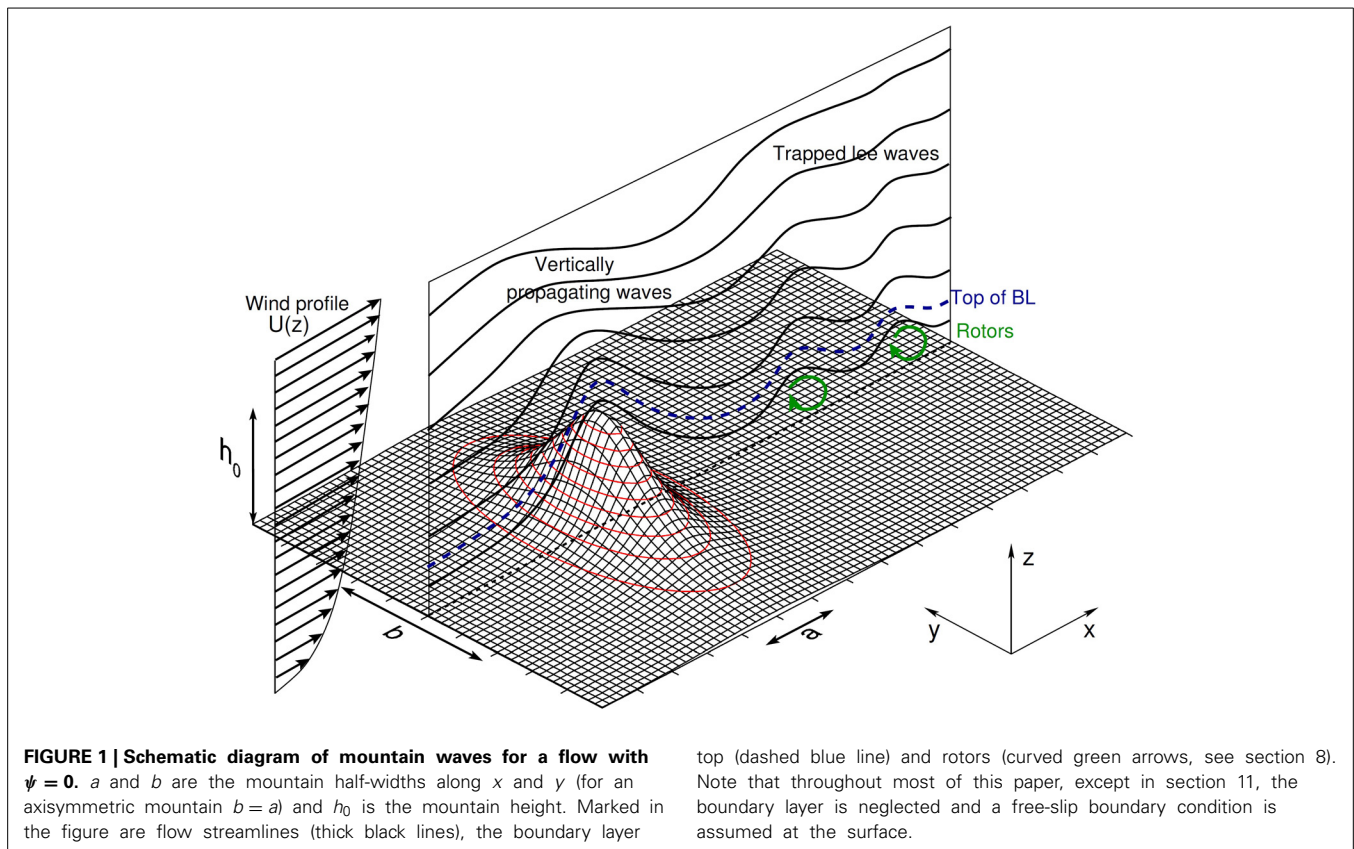 Trapped lee waves
Vertically
propagating waves
Wind profile
U(z)
Top of BL
Rotors
h₀
z
b
a
y
x
FIGURE 1 | Schematic diagram of mountain waves for a flow with
ψ = 0. a and b are the mountain half-widths along x and y (for an
axisymmetric mountain b = a) and h₀ is the mountain height. Marked in
the figure are flow streamlines (thick black lines), the boundary layer
top (dashed blue line) and rotors (curved green arrows, see section 8).
Note that throughout most of this paper, except in section 11, the
boundary layer is neglected and a free-slip boundary condition is
assumed at the surface.